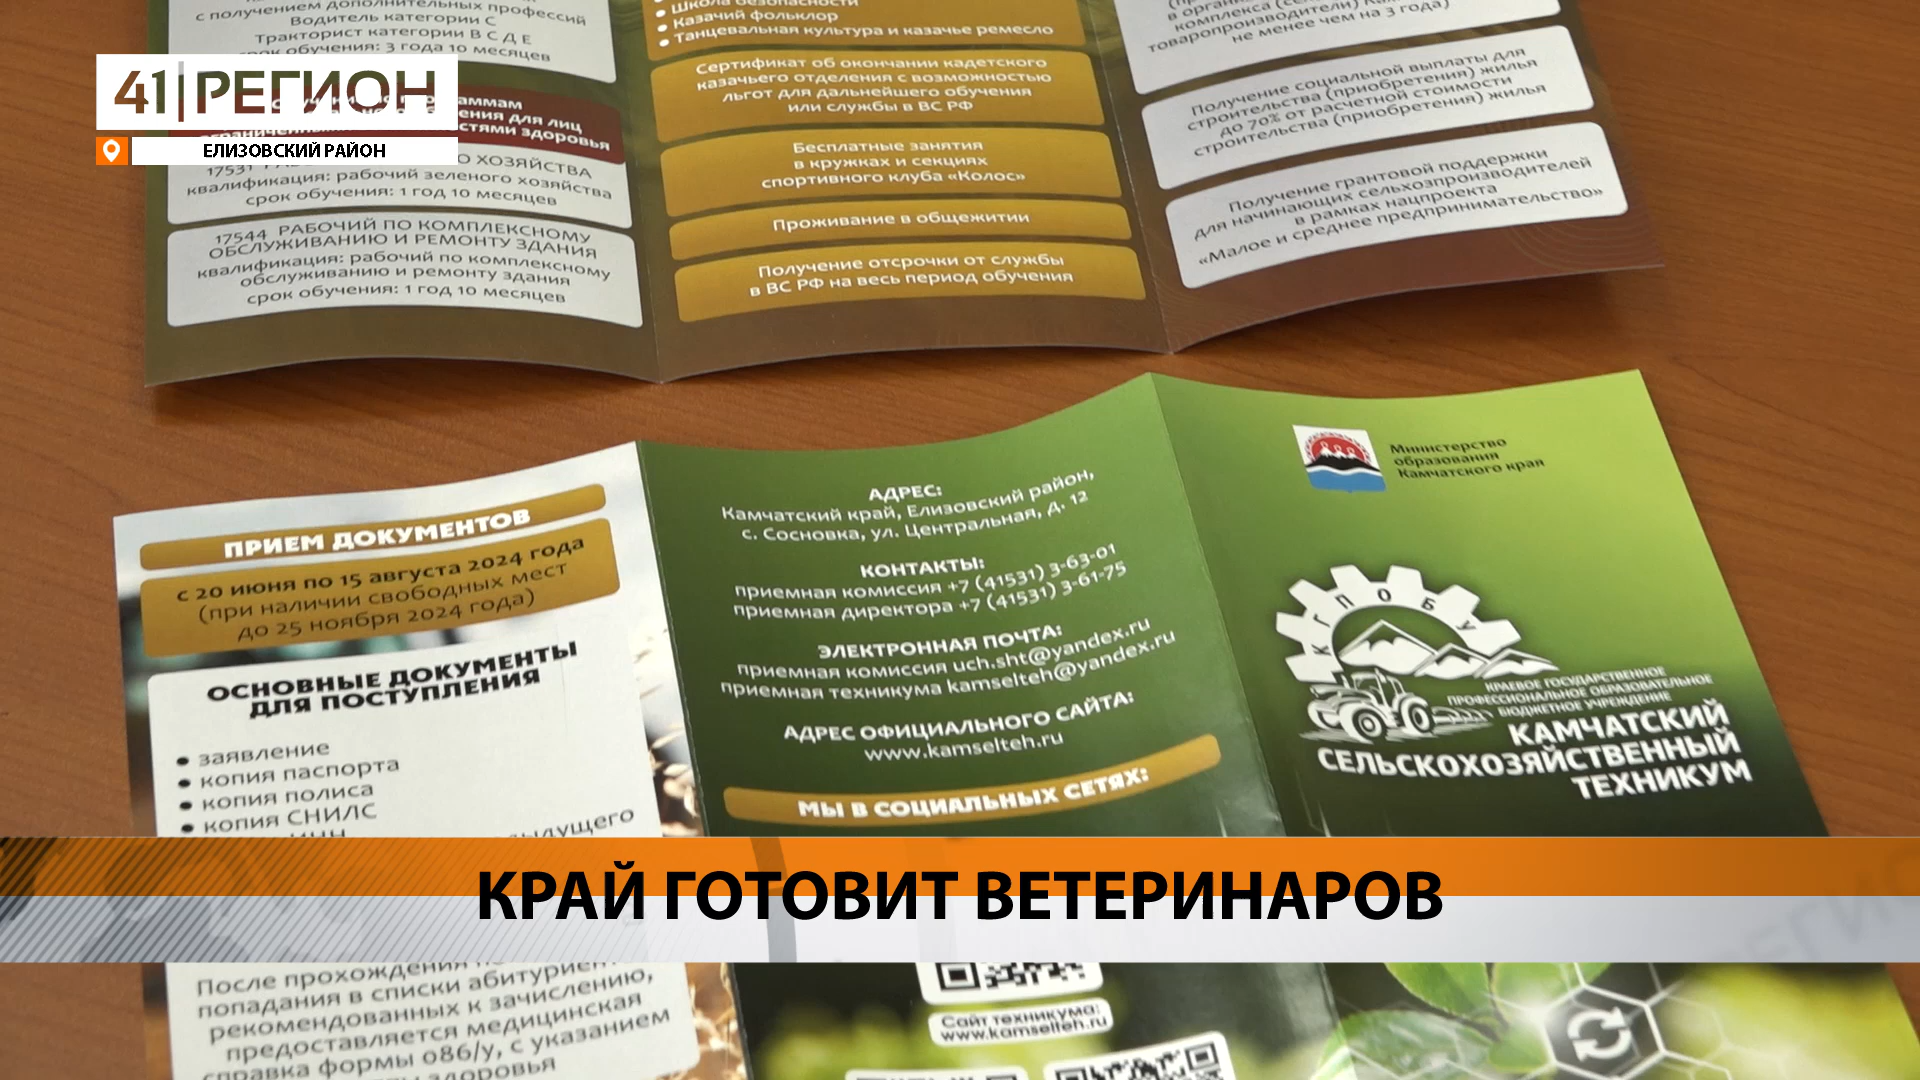 с получением дополнительных профессий
Водитель категории С
Тракторист категории В С Д Е
срок обучения: 3 года 10 месяцев
41 РЕГИОН
ЕЛИЗОВСКИЙ РАЙОН
для лиц
здоровья
ХОЗЯЙСТВА
квалификация: рабочий зеленого хозяйства
срок обучения: 1 год 10 месяцев
17544 РАБОЧИЙ ПО КОМПЛЕКСНОМУ
ОБСЛУЖИВАНИЮ И РЕМОНТУ ЗДАНИЯ
квалификация: рабочий по комплексному
обслуживанию и ремонту здания
срок обучения: 1 год 10 месяцев
• Школа безопасности
• Казачий фольклор
• Танцевальная культура и казачье ремесло
Сертификат об окончании кадетского
казачьего отделения с возможностью
льгот для дальнейшего обучения
или службы в ВС РФ
Бесплатные занятия
в кружках и секциях
спортивного клуба «Колос»
Проживание в общежитии
Получение отсрочки от службы
в ВС РФ на весь период обучения
товаропроизводители)
не менее чем на 3 года)
Получение социальной выплаты для
строительства (приобретения) жилья
до 70% от расчетной стоимости
строительства (приобретения) жилья
Получение грантовой поддержки
для начинающих сельхозпроизводителей
в рамках нацпроекта
«Малое и среднее предпринимательство»
ПРИЕМ ДОКУМЕНТОВ
с 20 июня по 15 августа 2024 года
(при наличии свободных мест
до 25 ноября 2024 года)
ОСНОВНЫЕ ДОКУМЕНТЫ
ДЛЯ ПОСТУПЛЕНИЯ
• заявление
• копия паспорта
• копия полиса
• копия СНИЛС
После прохождения
попадания в списки
рекомендованных к зачислению,
предоставляется медицинская
справка формы 086/у, с указанием
здоровья
АДРЕС:
Камчатский край, Елизовский район,
с. Сосновка, ул. Центральная, д. 12
КОНТАКТЫ:
приемная комиссия +7 (41531) 3-63-01
приемная директора +7 (41531) 3-61-75
ЭЛЕКТРОННАЯ ПОЧТА:
приемная комиссия uch.sht@yandex.ru
приемная техникума kamselteh@yandex.ru
АДРЕС ОФИЦИАЛЬНОГО САЙТА:
www.kamselteh.ru
МЫ В СОЦИАЛЬНЫХ СЕТЯХ:
Сайт техникума:
www.kamselteh.ru
Министерство
образования
Камчатского края
КГПОБУ
КРАЕВОЕ ГОСУДАРСТВЕННОЕ
ПРОФЕССИОНАЛЬНОЕ ОБРАЗОВАТЕЛЬНОЕ
БЮДЖЕТНОЕ УЧРЕЖДЕНИЕ
КАМЧАТСКИЙ
СЕЛЬСКОХОЗЯЙСТВЕННЫЙ
ТЕХНИКУМ
КРАЙ ГОТОВИТ ВЕТЕРИНАРОВ